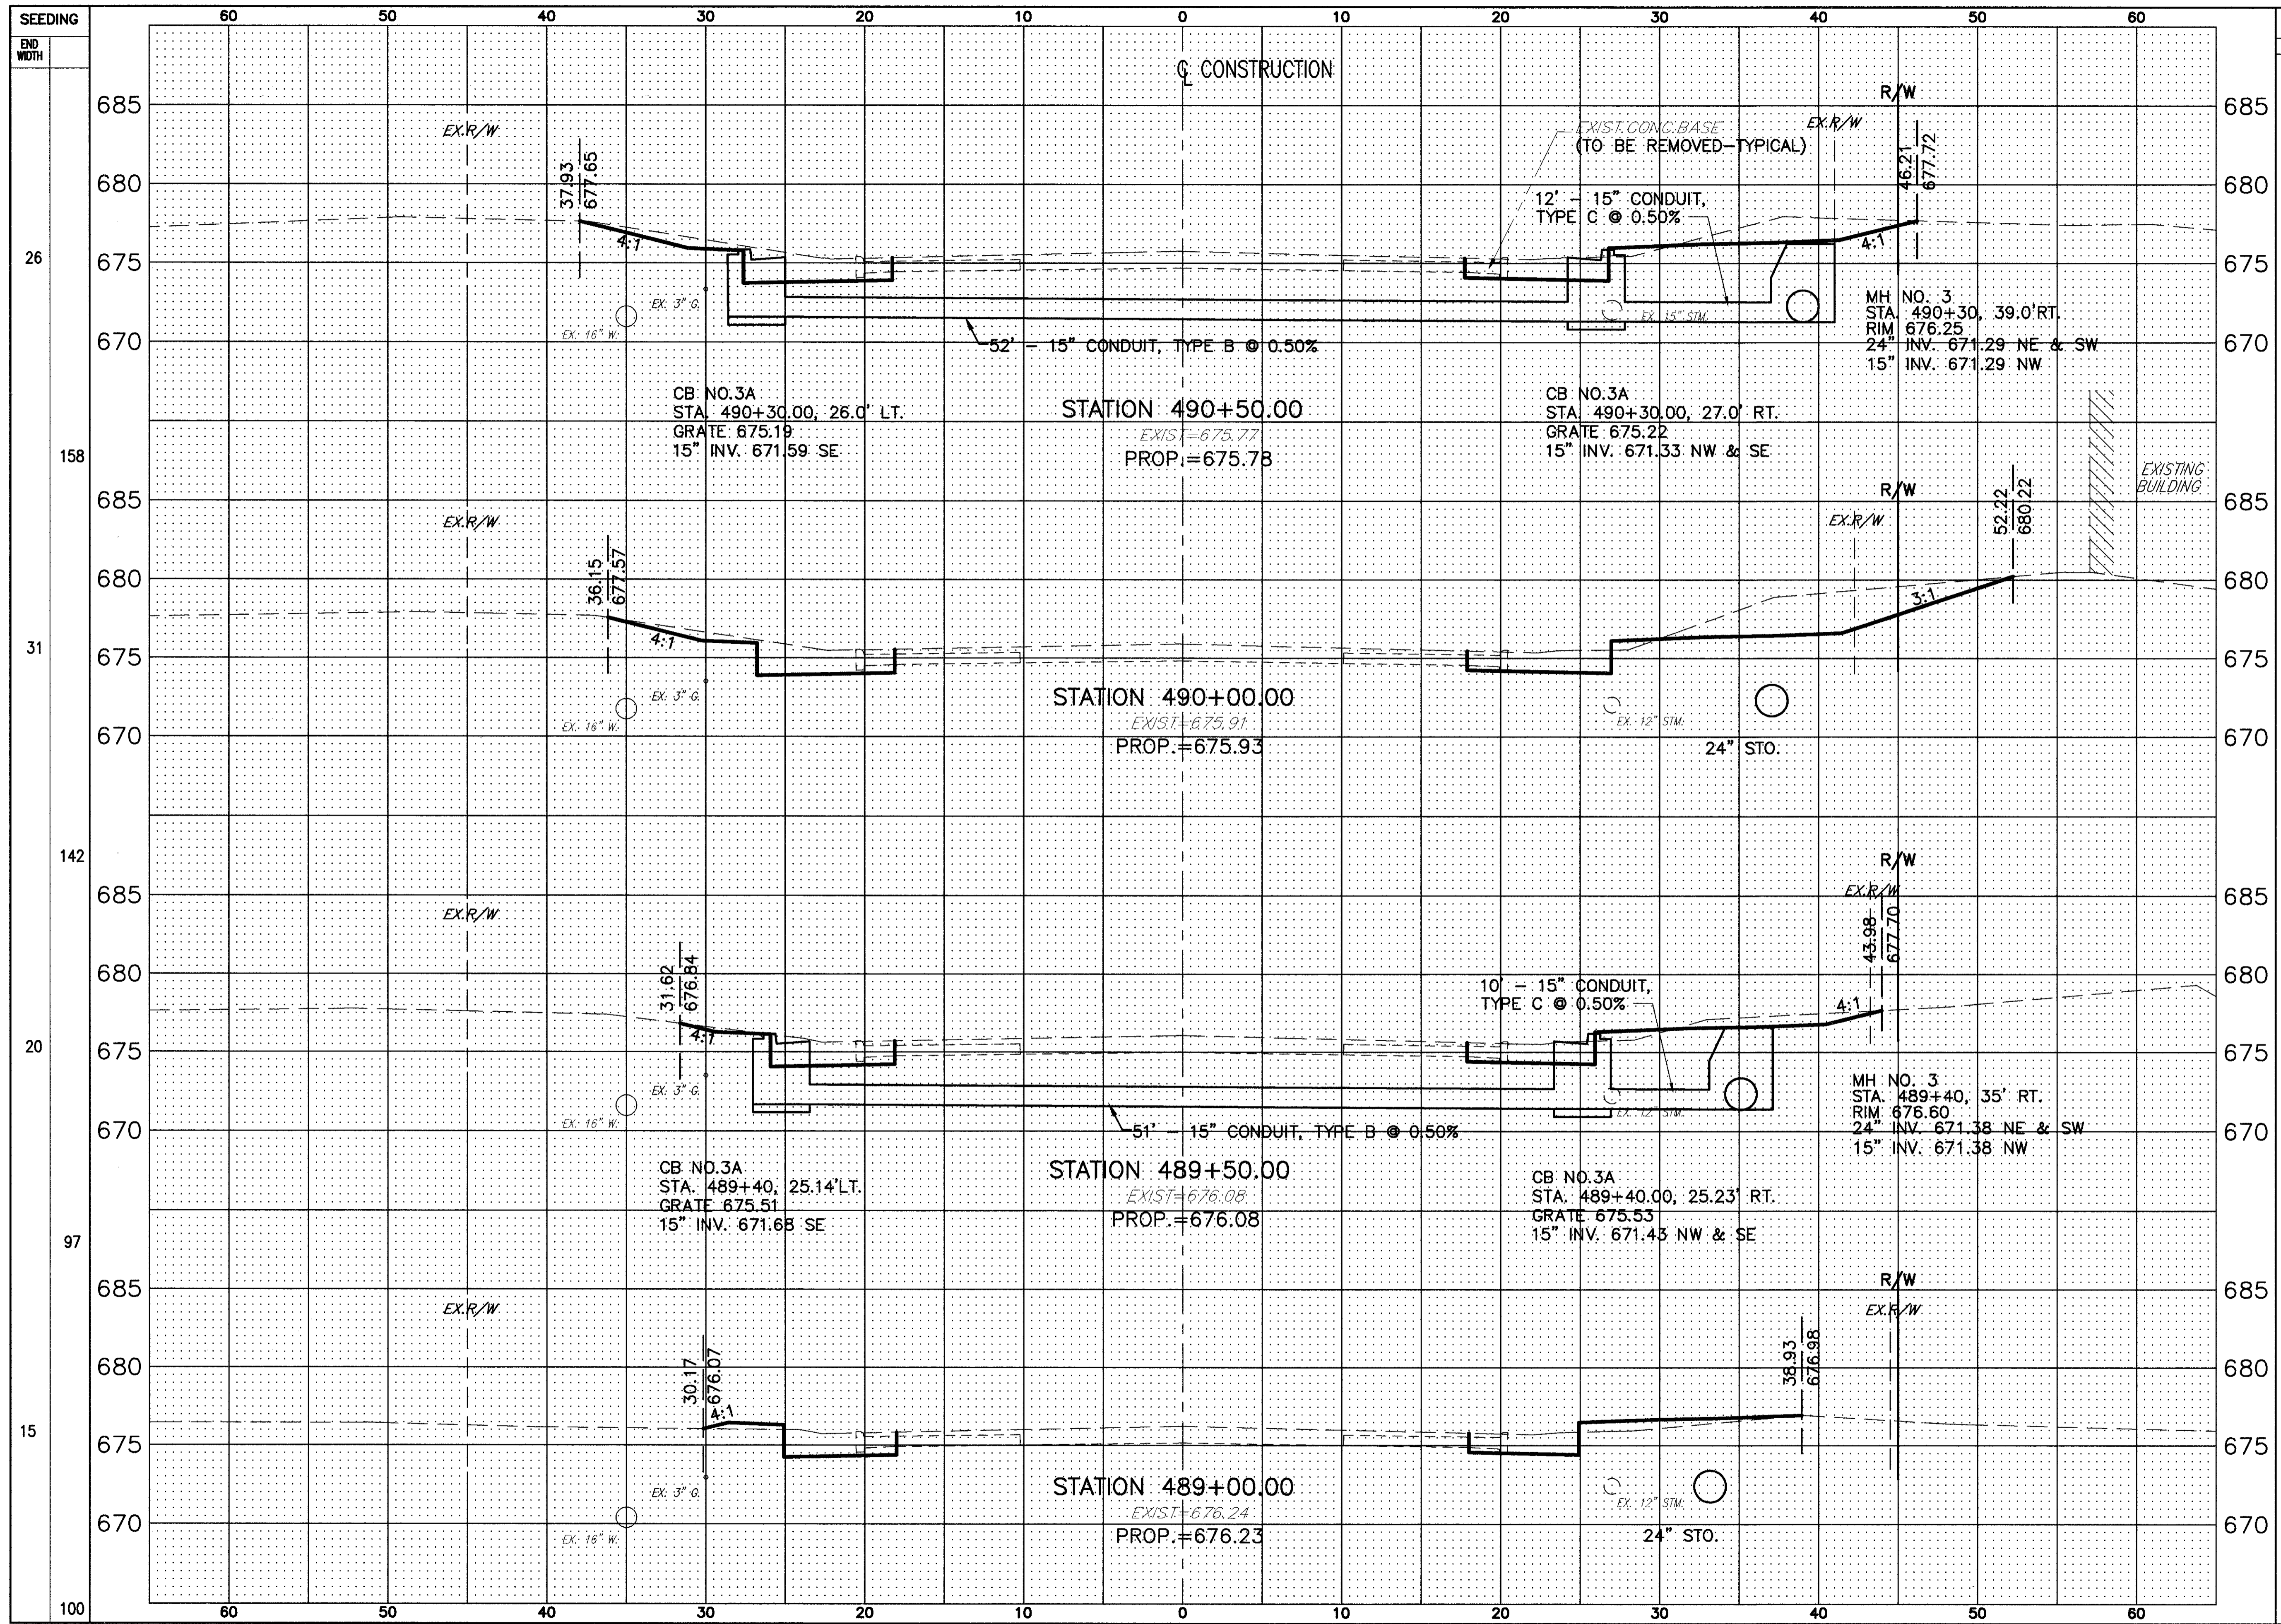 SEEDING
END
WIDTH
60 50 40 30 20 10 0 10 20 30 40 50 60
℄ CONSTRUCTION
R/W
685 685
EX.R/W
EX.R/W
EXIST.CONC.BASE
(TO BE REMOVED-TYPICAL)
37.93
677.65
46.21
677.72
680 680
12' - 15" CONDUIT,
TYPE C @ 0.50%
4:1
4:1
26
675 675
EX. 3" G.
EX. 16" W.
EX. 15" STM.
670 670
52' - 15" CONDUIT, TYPE B @ 0.50%
MH NO. 3
STA. 490+30, 39.0'RT.
RIM 676.25
24" INV. 671.29 NE & SW
15" INV. 671.29 NW
CB NO.3A
STA. 490+30.00, 26.0' LT.
GRATE 675.19
15" INV. 671.59 SE
STATION 490+50.00
EXIST=675.77
PROP.=675.78
CB NO.3A
STA. 490+30.00, 27.0' RT.
GRATE 675.22
15" INV. 671.33 NW & SE
158
EXISTING
BUILDING
R/W
685 685
EX.R/W
EX.R/W
36.15
677.57
52.22
680.22
680 680
4:1
3:1
31
675 675
EX. 3" G.
EX. 16" W.
EX. 12" STM.
24" STO.
670 670
STATION 490+00.00
EXIST=675.91
PROP.=675.93
142
R/W
685 685
EX.R/W
EX.R/W
31.62
676.84
43.98
677.70
680 680
10' - 15" CONDUIT,
TYPE C @ 0.50%
4:1
4:1
20
675 675
EX. 3" G.
EX. 16" W.
EX. 12" STM.
670 670
51' - 15" CONDUIT, TYPE B @ 0.50%
MH NO. 3
STA. 489+40, 35' RT.
RIM 676.60
24" INV. 671.38 NE & SW
15" INV. 671.38 NW
CB NO.3A
STA. 489+40, 25.14'LT.
GRATE 675.51
15" INV. 671.68 SE
STATION 489+50.00
EXIST=676.08
PROP.=676.08
CB NO.3A
STA. 489+40.00, 25.23' RT.
GRATE 675.53
15" INV. 671.43 NW & SE
97
R/W
685 685
EX.R/W
EX.R/W
30.17
676.07
38.93
676.98
680 680
4:1
15
675 675
EX. 3" G.
EX. 16" W.
EX. 12" STM.
24" STO.
670 670
STATION 489+00.00
EXIST=676.24
PROP.=676.23
100
60 50 40 30 20 10 0 10 20 30 40 50 60